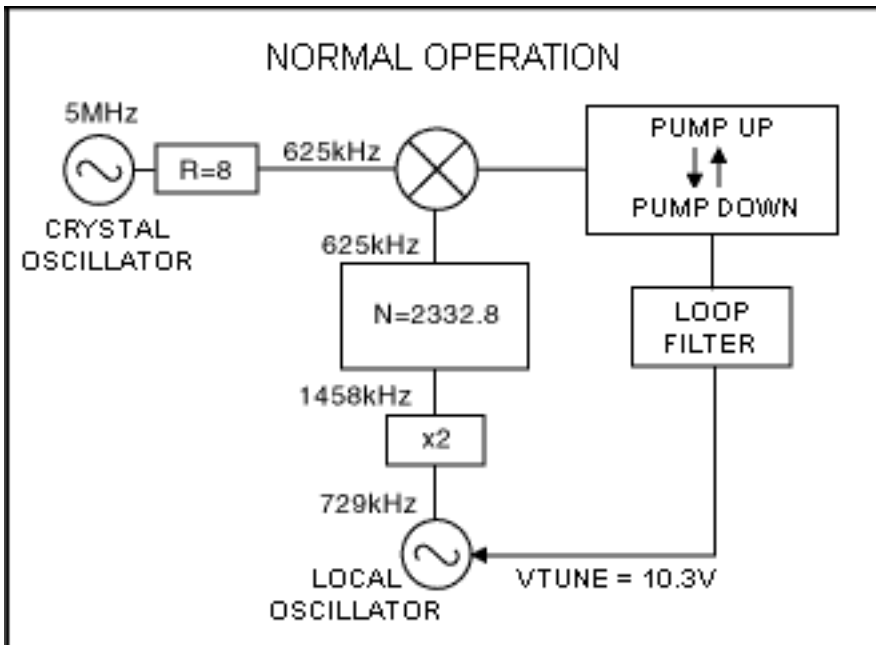 NORMAL OPERATION
5MHz
R=8
625kHz
CRYSTAL
OSCILLATOR
PUMP UP
PUMP DOWN
625kHz
N=2332.8
LOOP
FILTER
1458kHz
x2
729kHz
LOCAL
OSCILLATOR
VTUNE = 10.3V